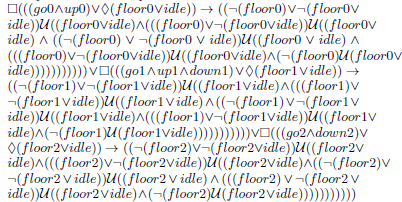 □(((go0∧up0)∨◊(floor0∨idle)) → ((¬(floor0)∨¬(floor0∨
idle))𝒰((floor0∨idle)∧(((floor0)∨¬(floor0∨idle))𝒰((floor0∨
idle) ∧ ((¬(floor0) ∨ ¬(floor0 ∨ idle))𝒰((floor0 ∨ idle) ∧
(((floor0)∨¬(floor0∨idle))𝒰((floor0∨idle)∧(¬(floor0)𝒰(floor0∨
idle)))))))))))∨□(((go1∧up1∧down1)∨◊(floor1∨idle)) →
((¬(floor1)∨¬(floor1∨idle))𝒰((floor1∨idle)∧(((floor1)∨
¬(floor1∨idle))𝒰((floor1∨idle)∧((¬(floor1)∨¬(floor1∨
idle))𝒰((floor1∨idle)∧(((floor1)∨¬(floor1∨idle))𝒰((floor1∨
idle)∧(¬(floor1)𝒰(floor1∨idle)))))))))))∨□(((go2∧down2)∨
◊(floor2∨idle)) → ((¬(floor2)∨¬(floor2∨idle))𝒰((floor2∨
idle)∧(((floor2)∨¬(floor2∨idle))𝒰((floor2∨idle)∧((¬(floor2)∨
¬(floor2∨idle))𝒰((floor2∨idle)∧(((floor2)∨¬(floor2∨
idle))𝒰((floor2∨idle)∧(¬(floor2)𝒰(floor2∨idle)))))))))))